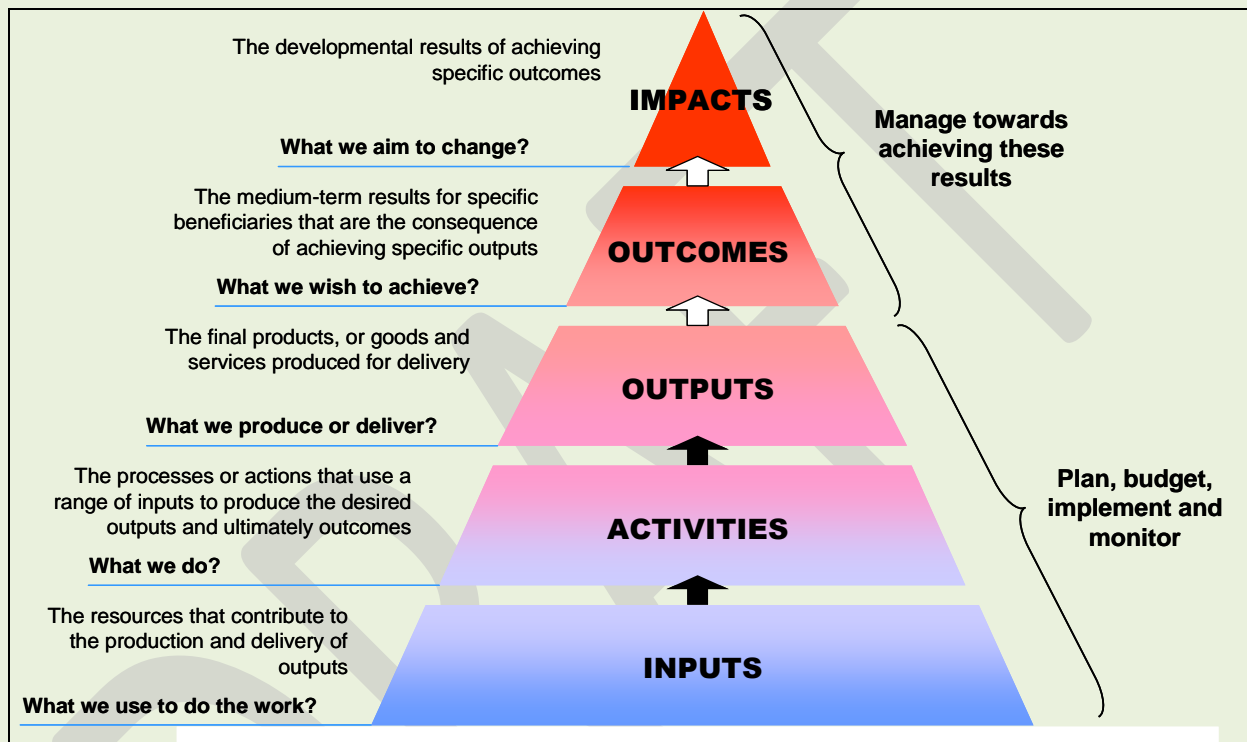 The developmental results of achieving
specific outcomes
IMPACTS
What we aim to change?
Manage towards
achieving these
results
The medium-term results for specific
beneficiaries that are the consequence
of achieving specific outputs
OUTCOMES
What we wish to achieve?
The final products, or goods and
services produced for delivery
OUTPUTS
What we produce or deliver?
The processes or actions that use a
range of inputs to produce the desired
outputs and ultimately outcomes
ACTIVITIES
What we do?
Plan, budget,
implement and
monitor
The resources that contribute to
the production and delivery of
outputs
INPUTS
What we use to do the work?
DRAFT